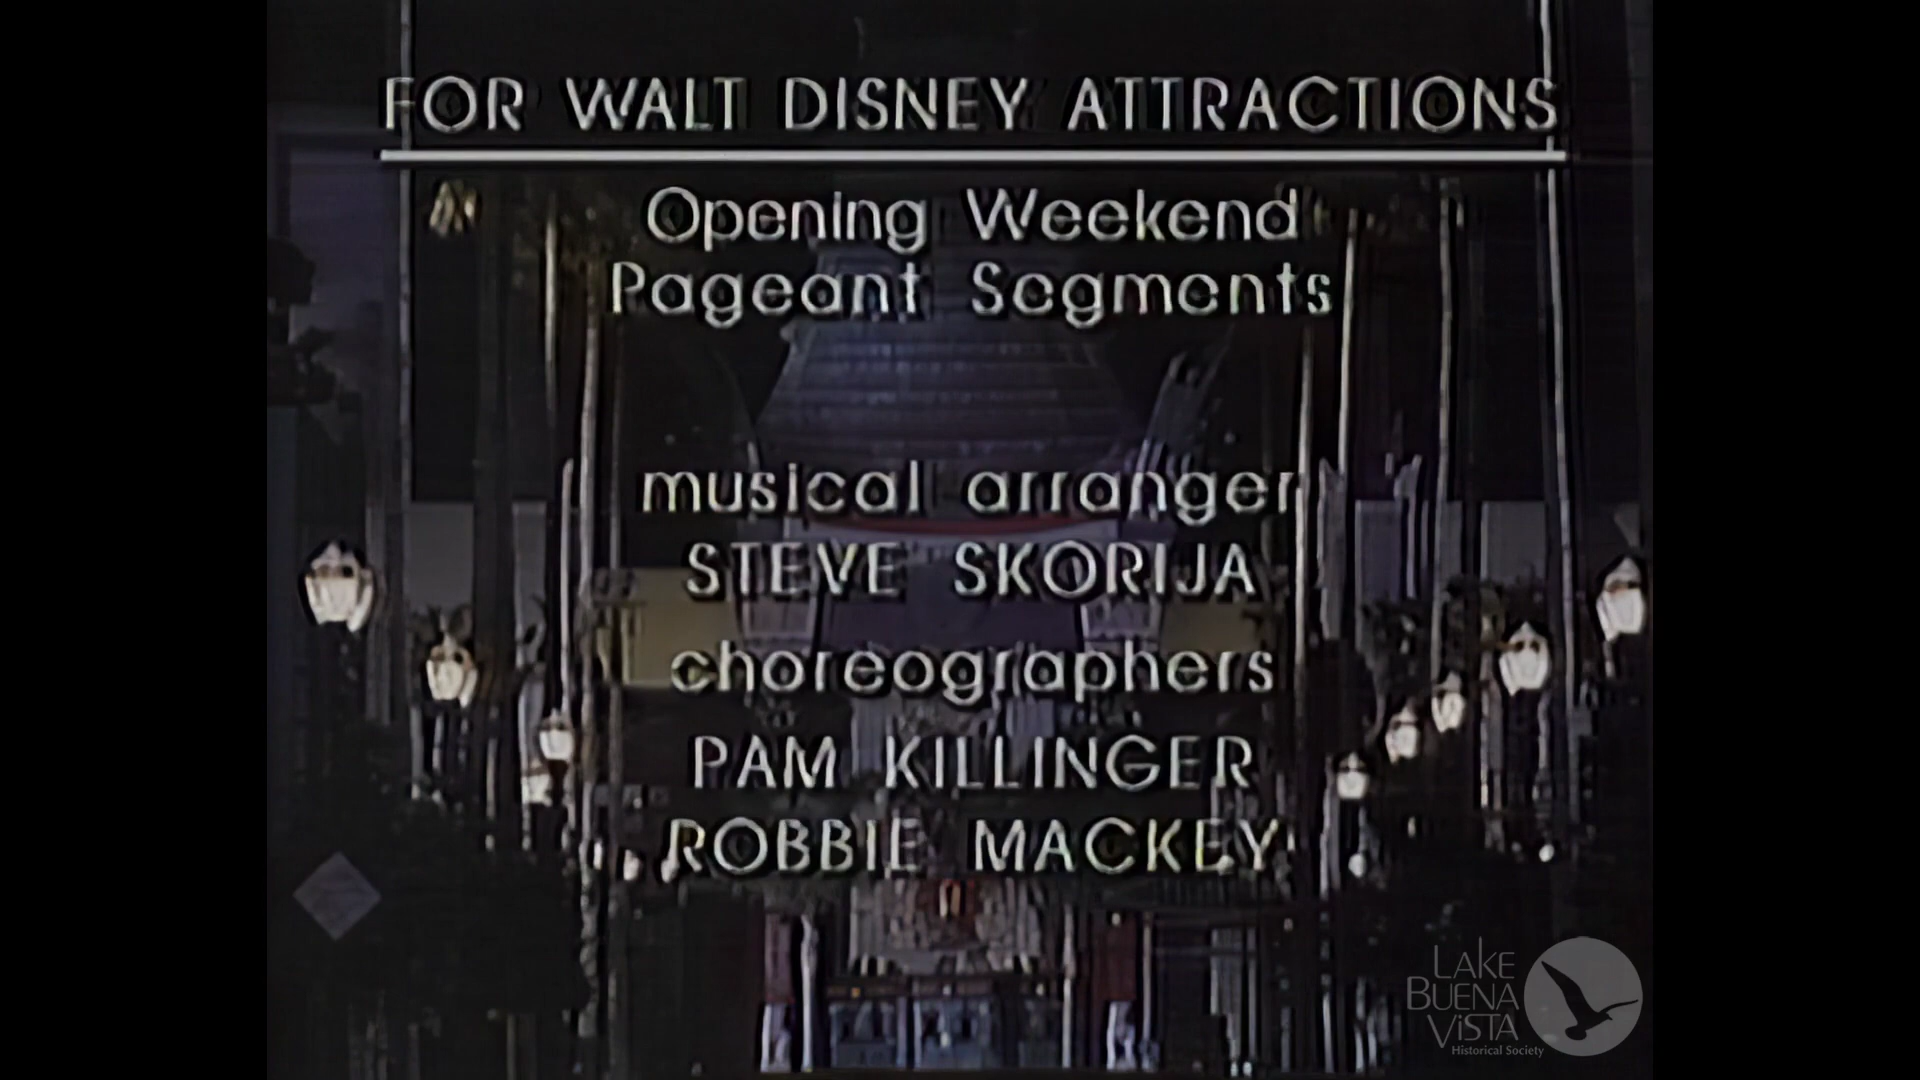 FOR WALT DISNEY ATTRACTIONS
Opening Weekend
Pageant Segments
musical arranger
STEVE SKORIJA
choreographers
PAM KILLINGER
ROBBIE MACKEY
LAKE
BUENA
ViSTA
Historical Society